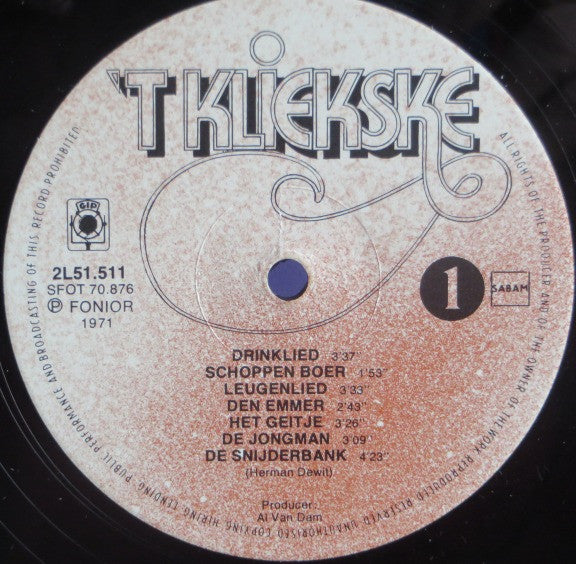 'T KLIEKSKE
GIP
2L51.511
SFOT 70.876
Ⓟ FONIOR
1971
1
SABAM
DRINKLIED 3'37
SCHOPPEN BOER 1'53"
LEUGENLIED 3'33
DEN EMMER 2'43"
HET GEITJE 3'26"
DE JONGMAN 3'09
DE SNIJDERBANK 4'23"
(Herman Dewit)
Producer:
Al Van Dam
ALL RIGHTS OF THE PRODUCER AND OF THE OWNER OF THE WORK REPRODUCED RESERVED UNAUTHORISED COPYING HIRING LENDING, PUBLIC PERFORMANCE AND BROADCASTING OF THIS RECORD PROHIBITED